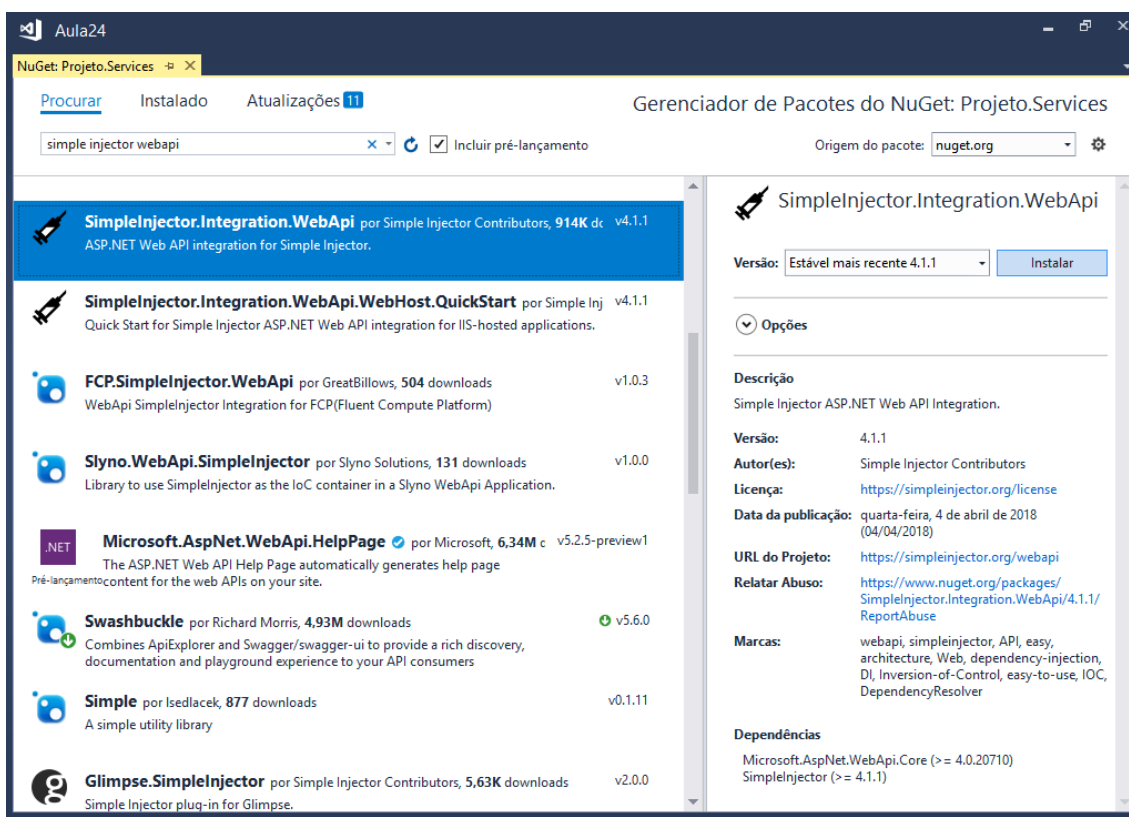 Aula24
NuGet: Projeto.Services
Procurar Instalado Atualizações 11
Gerenciador de Pacotes do NuGet: Projeto.Services
simple injector webapi
Incluir pré-lançamento
Origem do pacote: nuget.org
SimpleInjector.Integration.WebApi por Simple Injector Contributors, 914K dc v4.1.1
ASP.NET Web API integration for Simple Injector.
SimpleInjector.Integration.WebApi.WebHost.QuickStart por Simple Inj v4.1.1
Quick Start for Simple Injector ASP.NET Web API integration for IIS-hosted applications.
FCP.SimpleInjector.WebApi por GreatBillows, 504 downloads v1.0.3
WebApi SimpleInjector Integration for FCP(Fluent Compute Platform)
Slyno.WebApi.SimpleInjector por Slyno Solutions, 131 downloads v1.0.0
Library to use SimpleInjector as the IoC container in a Slyno WebApi Application.
.NET
Microsoft.AspNet.WebApi.HelpPage por Microsoft, 6,34M c v5.2.5-preview1
The ASP.NET Web API Help Page automatically generates help page
Pré-lançamento content for the web APIs on your site.
Swashbuckle por Richard Morris, 4,93M downloads v5.6.0
Combines ApiExplorer and Swagger/swagger-ui to provide a rich discovery,
documentation and playground experience to your API consumers
Simple por lsedlacek, 877 downloads v0.1.11
A simple utility library
Glimpse.SimpleInjector por Simple Injector Contributors, 5,63K downloads v2.0.0
Simple Injector plug-in for Glimpse.
SimpleInjector.Integration.WebApi
Versão: Estável mais recente 4.1.1 Instalar
Opções
Descrição
Simple Injector ASP.NET Web API Integration.
Versão: 4.1.1
Autor(es): Simple Injector Contributors
Licença: https://simpleinjector.org/license
Data da publicação: quarta-feira, 4 de abril de 2018
(04/04/2018)
URL do Projeto: https://simpleinjector.org/webapi
Relatar Abuso: https://www.nuget.org/packages/
SimpleInjector.Integration.WebApi/4.1.1/
ReportAbuse
Marcas: webapi, simpleinjector, API, easy,
architecture, Web, dependency-injection,
DI, Inversion-of-Control, easy-to-use, IOC,
DependencyResolver
Dependências
Microsoft.AspNet.WebApi.Core (>= 4.0.20710)
SimpleInjector (>= 4.1.1)